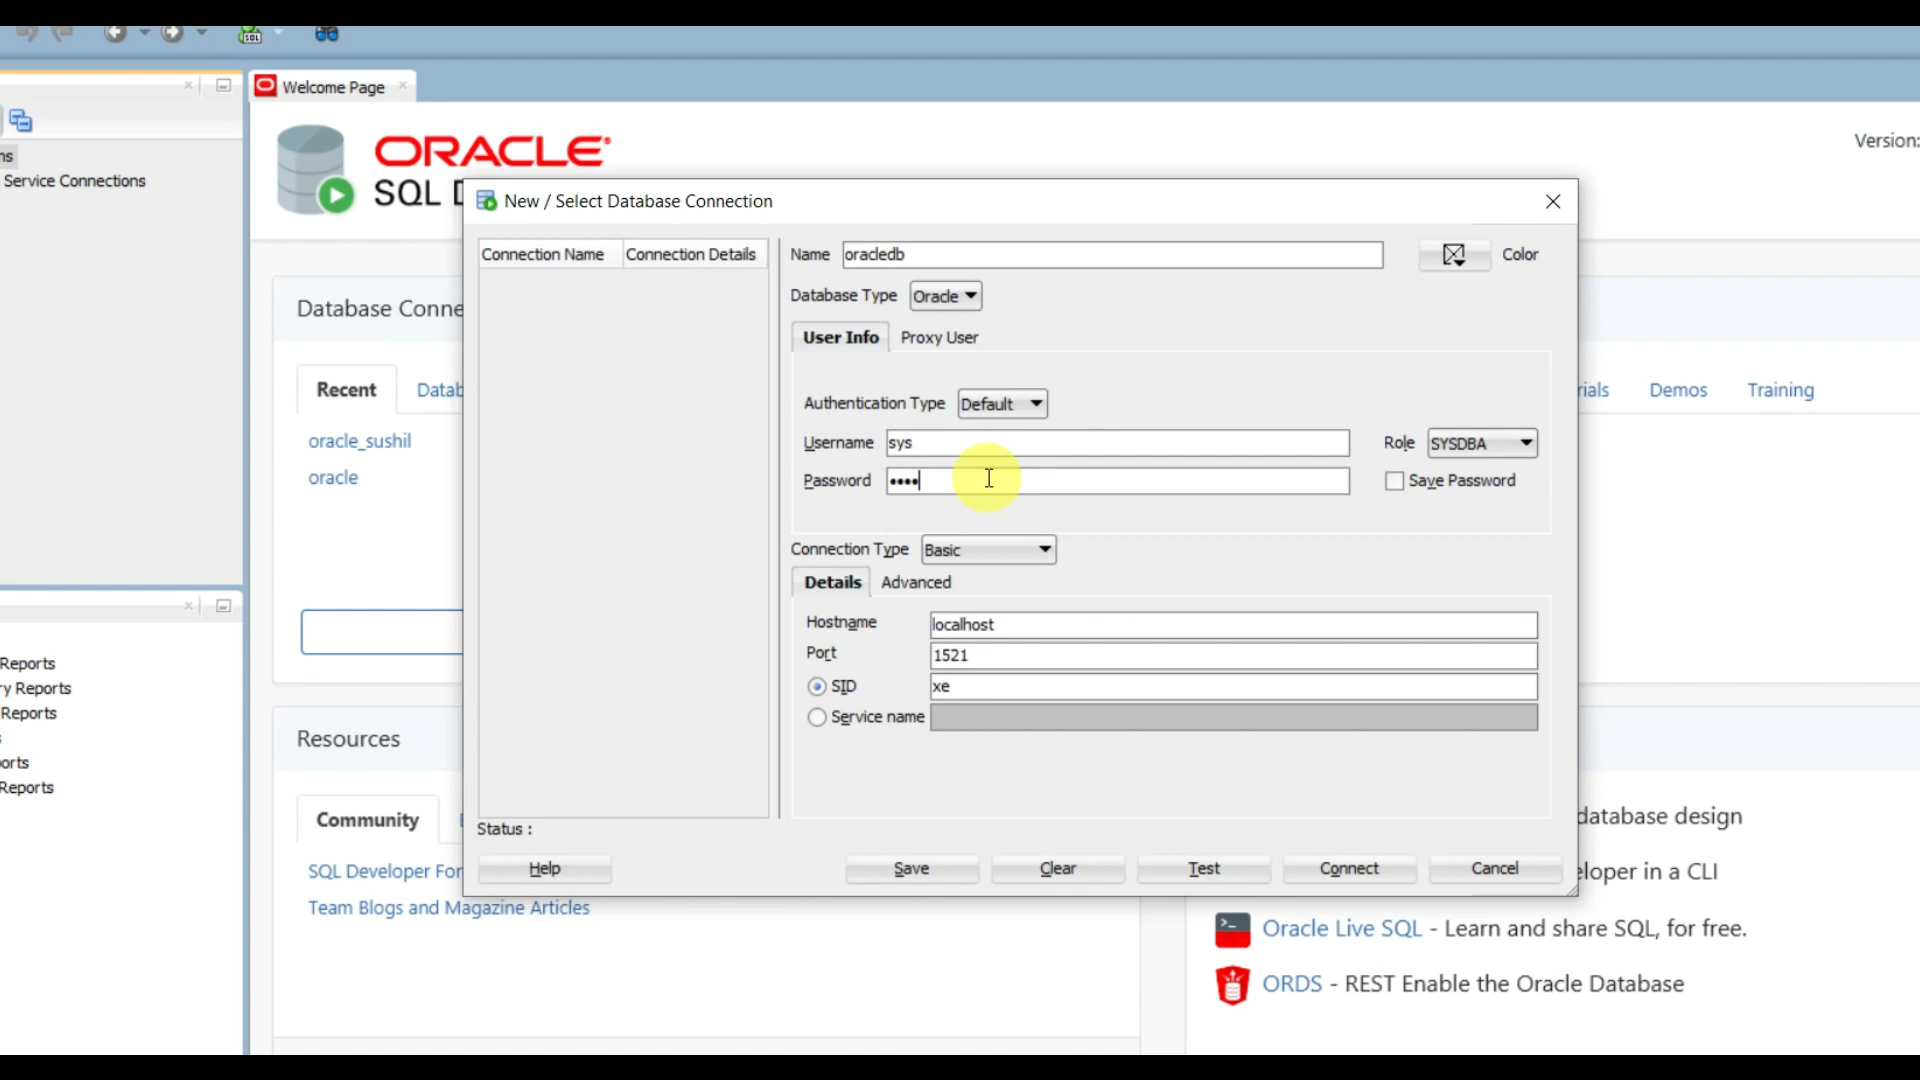 SQL
Welcome Page
ns
Service Connections
ORACLE
SQL D
Version:
New / Select Database Connection
Connection Name Connection Details
Name oracledb Color
Database Type Oracle
User Info Proxy User
Authentication Type Default
Username sys Role SYSDBA
Password •••• Save Password
Connection Type Basic
Details Advanced
Hostname localhost
Port 1521
SID xe
Service name
Status :
Help Save Clear Test Connect Cancel
Database Conne
Recent Datab
rials Demos Training
oracle_sushil
oracle
Reports
ry Reports
Reports
s
orts
Reports
Resources
Community
SQL Developer For
Team Blogs and Magazine Articles
database design
eloper in a CLI
Oracle Live SQL - Learn and share SQL, for free.
ORDS - REST Enable the Oracle Database